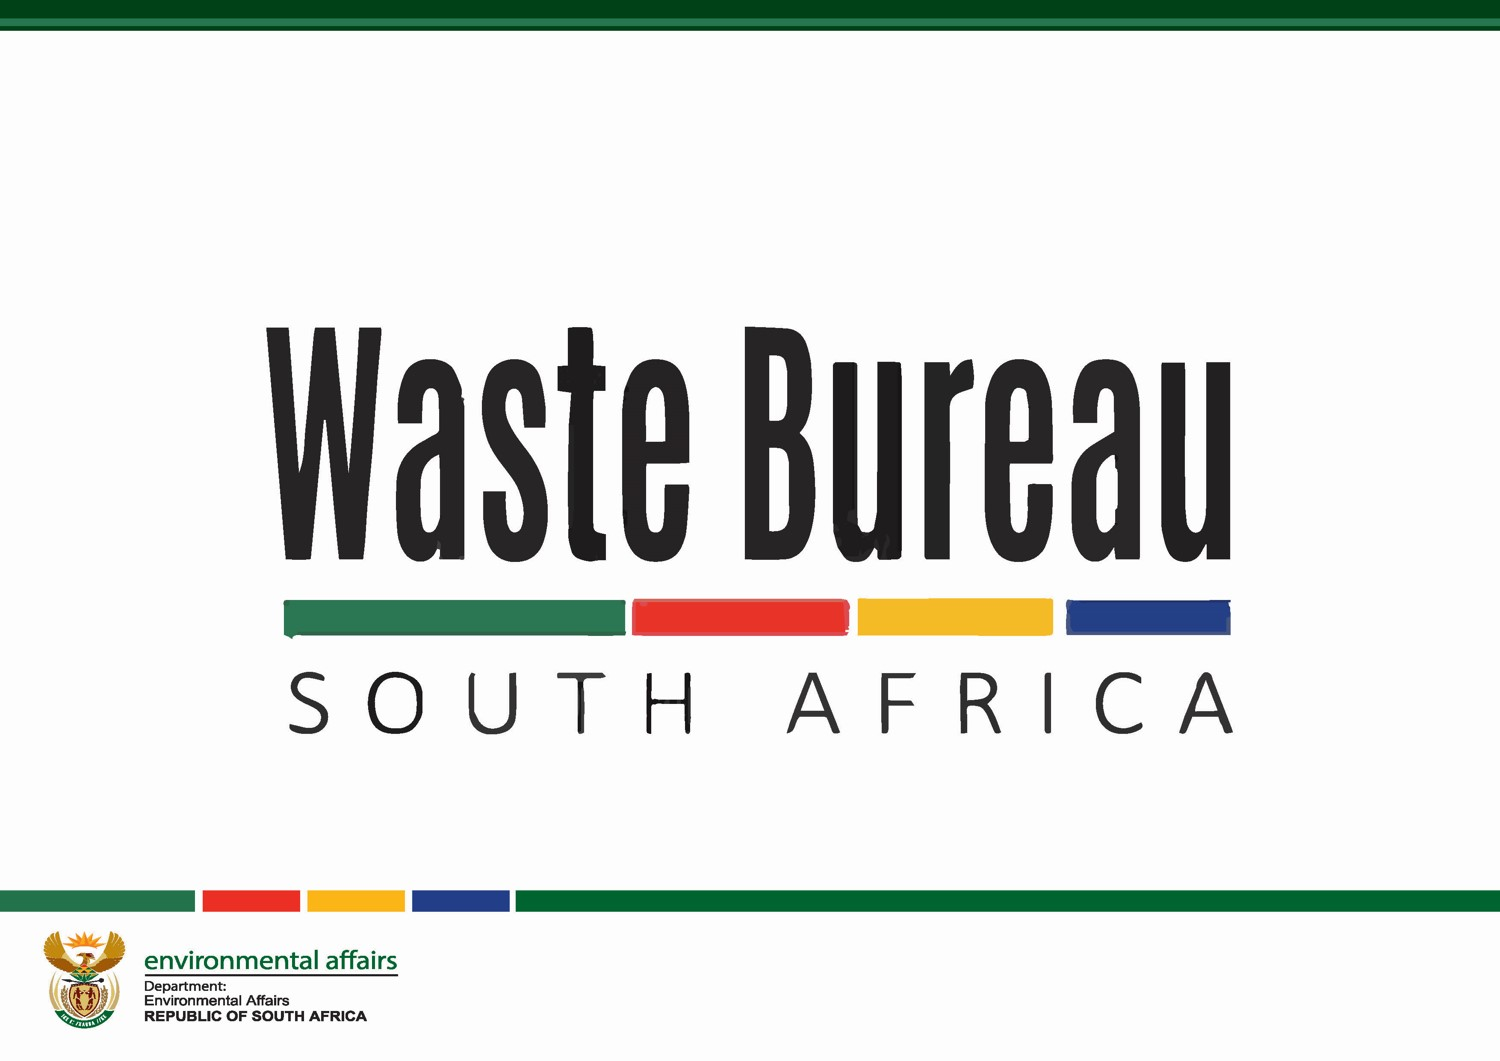 Waste Bureau
SOUTH AFRICA
environmental affairs
Department:
Environmental Affairs
REPUBLIC OF SOUTH AFRICA